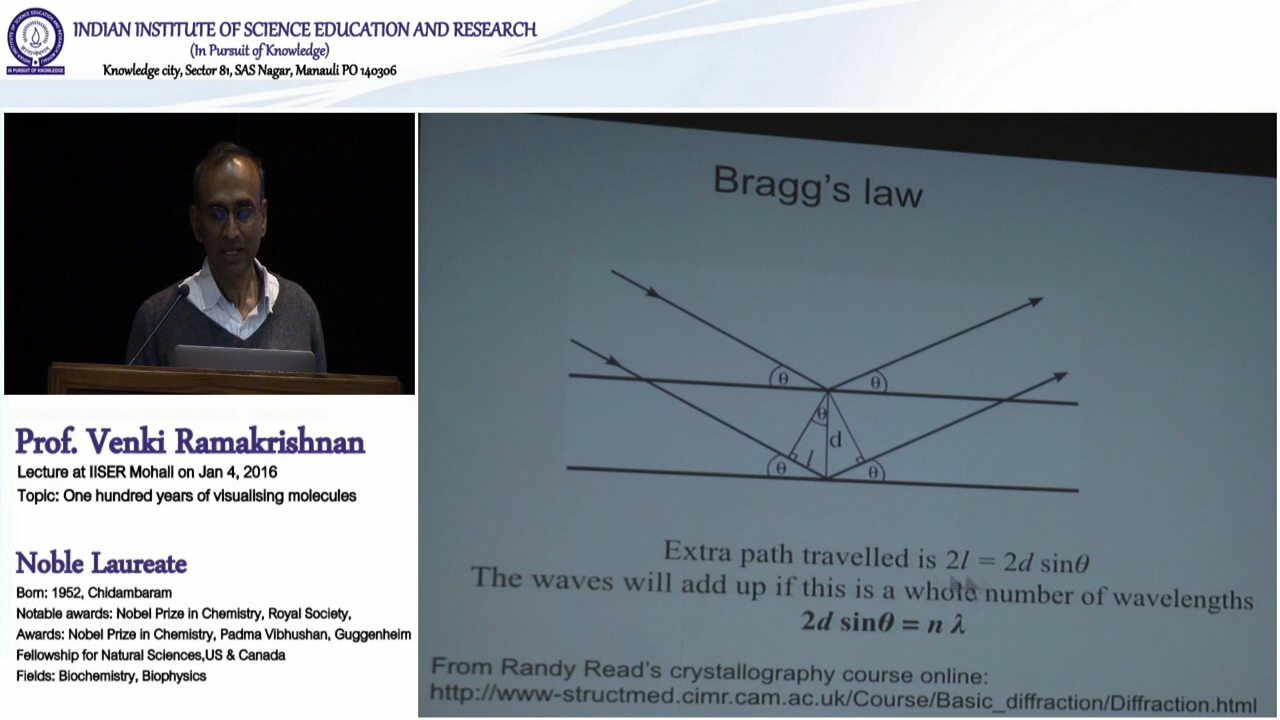 INDIAN INSTITUTE OF SCIENCE EDUCATION AND RESEARCH
(In Pursuit of Knowledge)
Knowledge city, Sector 81, SAS Nagar, Manauli PO 140306
IN PURSUIT OF KNOWLEDGE
Prof. Venki Ramakrishnan
Lecture at IISER Mohali on Jan 4, 2016
Topic: One hundred years of visualising molecules
Noble Laureate
Born: 1952, Chidambaram
Notable awards: Nobel Prize in Chemistry, Royal Society,
Awards: Nobel Prize in Chemistry, Padma Vibhushan, Guggenheim
Fellowship for Natural Sciences,US & Canada
Fields: Biochemistry, Biophysics
Bragg's law
θ θ
θ
d
l
θ θ
Extra path travelled is 2l = 2d sinθ
The waves will add up if this is a whole number of wavelengths
2d sinθ = n λ
From Randy Read's crystallography course online:
http://www-structmed.cimr.cam.ac.uk/Course/Basic_diffraction/Diffraction.html